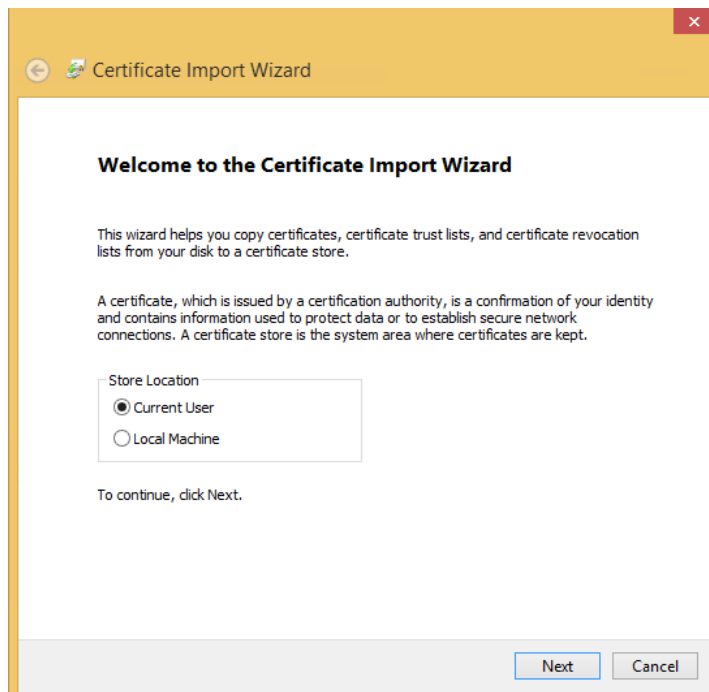 Certificate Import Wizard
Welcome to the Certificate Import Wizard
This wizard helps you copy certificates, certificate trust lists, and certificate revocation
lists from your disk to a certificate store.
A certificate, which is issued by a certification authority, is a confirmation of your identity
and contains information used to protect data or to establish secure network
connections. A certificate store is the system area where certificates are kept.
Store Location
Current User
Local Machine
To continue, click Next.
Next Cancel